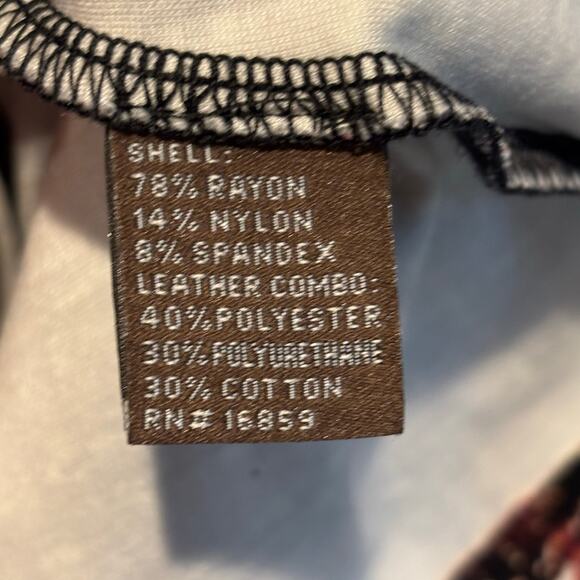 SHELL:
78% RAYON
14% NYLON
8% SPANDEX
LEATHER COMBO:
40% POLYESTER
30% POLYURETHANE
30% COTTON
RN# 16859